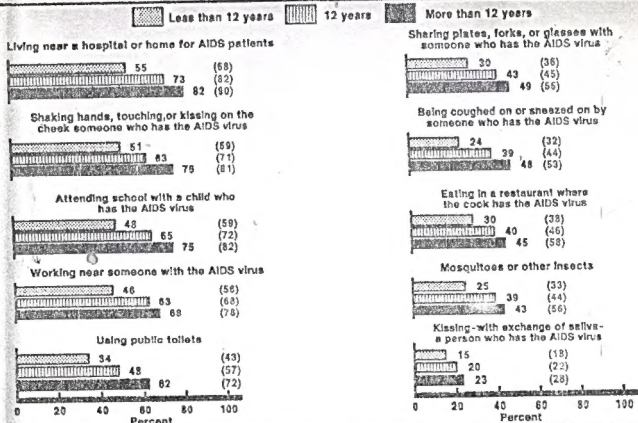 Less than 12 years
12 years
More than 12 years
Living near a hospital or home for AIDS patients
55 (68)
73 (82)
82 (90)
Shaking hands, touching,or kissing on the
cheek someone who has the AIDS virus
51 (59)
63 (71)
75 (81)
Attending school with a child who
has the AIDS virus
48 (59)
65 (72)
75 (82)
Working near someone with the AIDS virus
46 (56)
63 (68)
68 (78)
Using public toilets
34 (43)
48 (57)
62 (72)
0 20 40 60 80 100
Percent
Sharing plates, forks, or glasses with
someone who has the AIDS virus
30 (36)
43 (45)
49 (55)
Being coughed on or sneezed on by
someone who has the AIDS virus
24 (32)
39 (44)
48 (53)
Eating in a restaurant where
the cook has the AIDS virus
30 (38)
40 (46)
45 (58)
Mosquitoes or other insects
25 (33)
39 (44)
43 (56)
Kissing-with exchange of saliva-
a person who has the AIDS virus
15 (18)
20 (22)
23 (28)
0 20 40 60 80 100
Percent